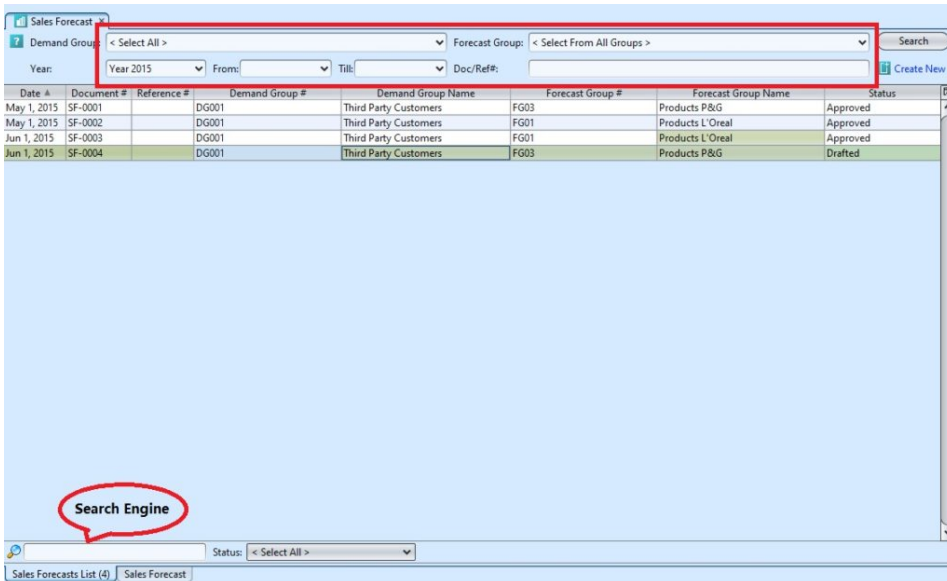 Sales Forecast
? Demand Group: < Select All > Forecast Group: < Select From All Groups > Search
Year: Year 2015 From: Till: Doc/Ref#: Create New
Date Document # Reference # Demand Group # Demand Group Name Forecast Group # Forecast Group Name Status
May 1, 2015 SF-0001 DG001 Third Party Customers FG03 Products P&G Approved
May 1, 2015 SF-0002 DG001 Third Party Customers FG01 Products L'Oreal Approved
Jun 1, 2015 SF-0003 DG001 Third Party Customers FG01 Products L'Oreal Approved
Jun 1, 2015 SF-0004 DG001 Third Party Customers FG03 Products P&G Drafted
Search Engine
Status: < Select All >
Sales Forecasts List (4) Sales Forecast